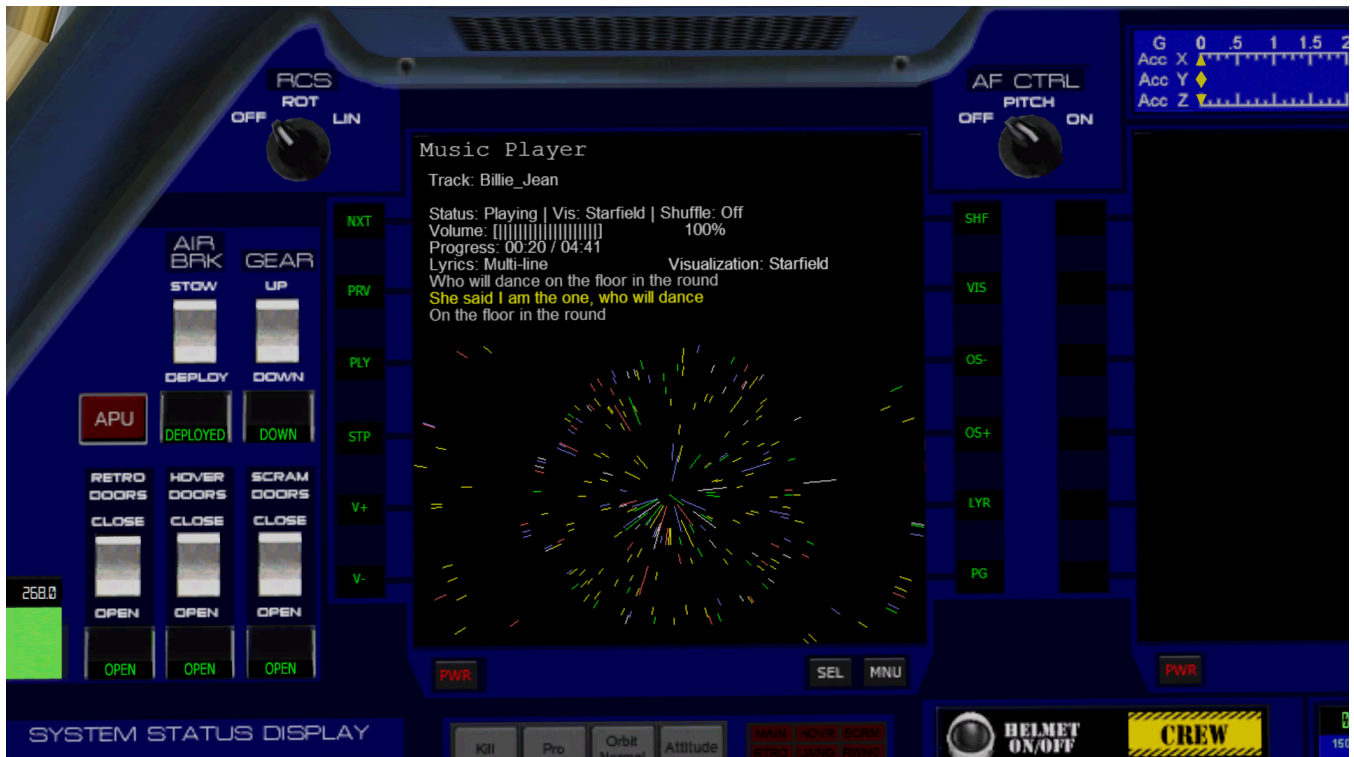 RCS
ROT
OFF
LIN
AF CTRL
PITCH
OFF
ON
G 0 .5 1 1.5 2
Acc X
Acc Y
Acc Z
Music Player
Track: Billie_Jean
Status: Playing | Vis: Starfield | Shuffle: Off
Volume: [||||||||||||||||||||] 100%
Progress: 00:20 / 04:41
Lyrics: Multi-line Visualization: Starfield
Who will dance on the floor in the round
She said I am the one, who will dance
On the floor in the round
NXT
PRV
PLY
STP
V+
V-
SHF
VIS
OS-
OS+
LYR
PG
AIR
BRK
GEAR
STOW
UP
DEPLOY
DOWN
APU
DEPLOYED
DOWN
RETRO
DOORS
HOVER
DOORS
SCRAM
DOORS
CLOSE
CLOSE
CLOSE
268.0
OPEN
OPEN
OPEN
OPEN
OPEN
OPEN
PWR
SEL
MNU
PWR
SYSTEM STATUS DISPLAY
Kill
Pro
Orbit
Normal
Attitude
MAIN
HOVR
SCRM
RETRO
HELMET
ON/OFF
CREW
150